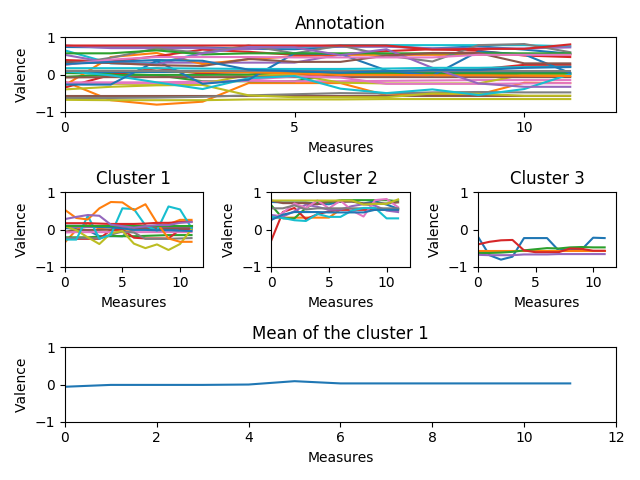 Annotation
1
0
−1
Valence
0 5 10
Measures
Cluster 1 Cluster 2 Cluster 3
1 1 1
0 0 0
−1 −1 −1
Valence Valence Valence
0 5 10 0 5 10 0 5 10
Measures Measures Measures
Mean of the cluster 1
1
0
−1
Valence
0 2 4 6 8 10 12
Measures